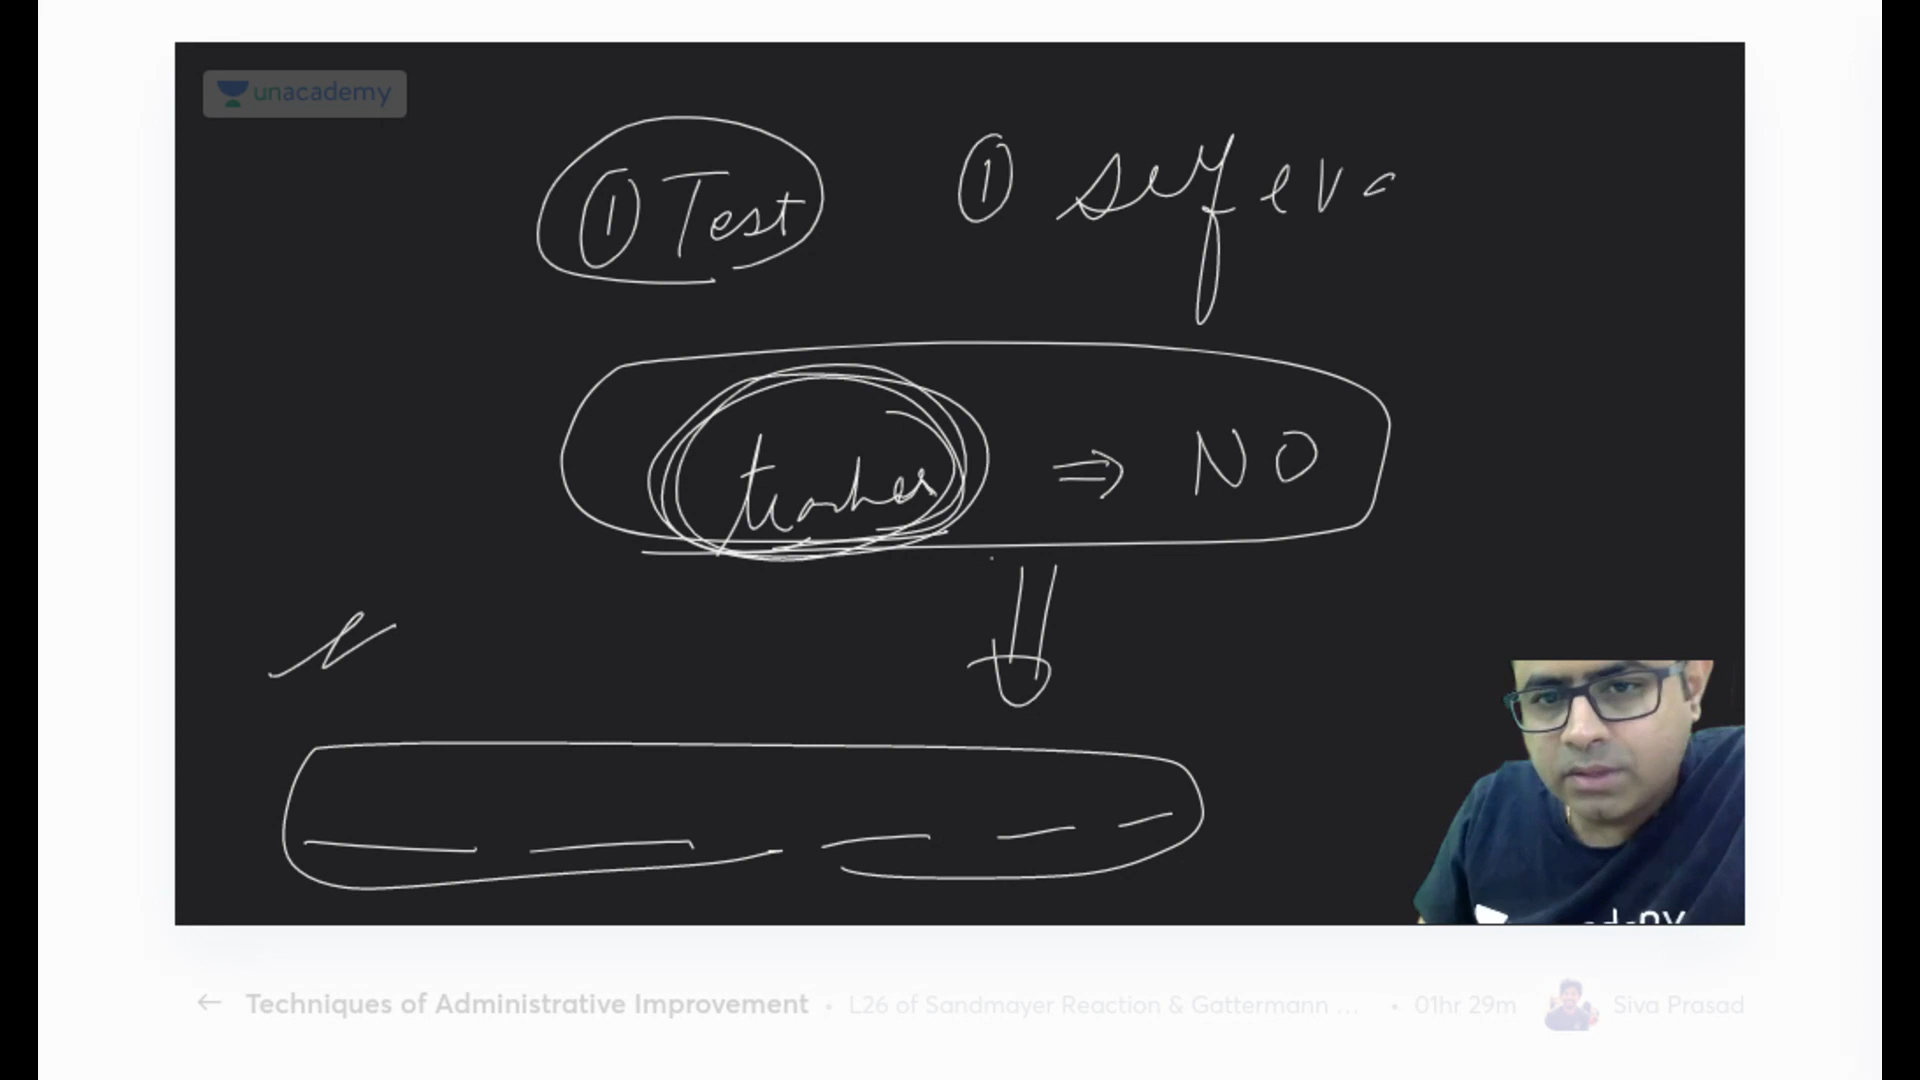 unacademy
① Test ① self eva
teacher ⇒ NO
← Techniques of Administrative Improvement • L26 of Sandmayer Reaction & Gattermann ... • 01hr 29m Siva Prasad